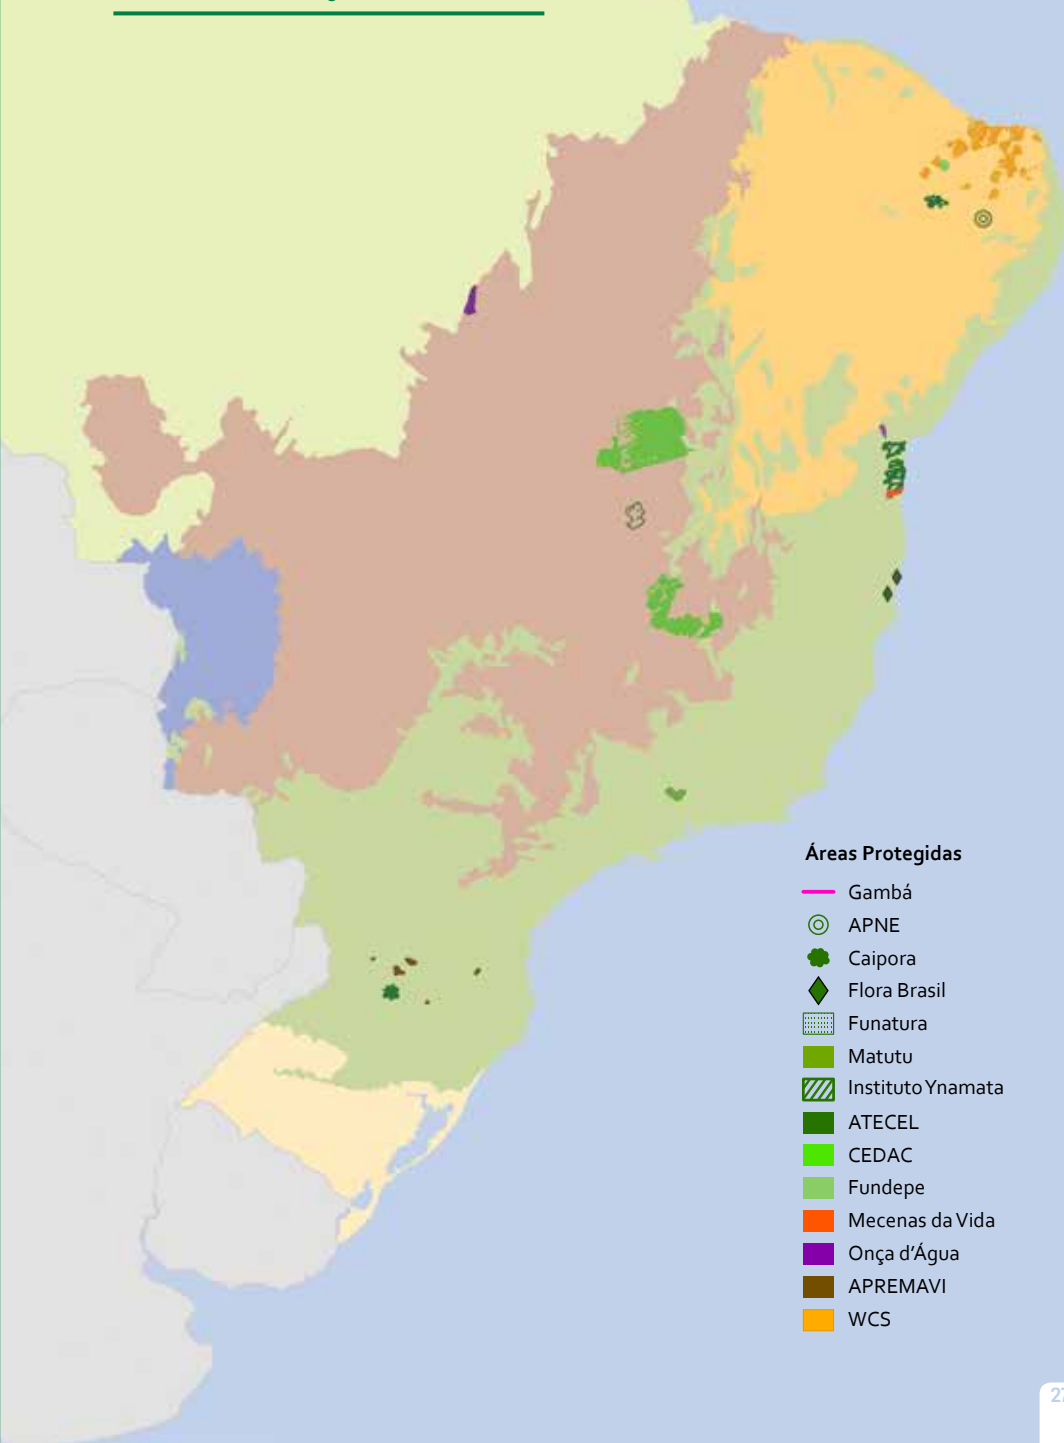 Áreas Protegidas
Gambá
APNE
Caipora
Flora Brasil
Funatura
Matutu
Instituto Ynamata
ATECEL
CEDAC
Fundepe
Mecenas da Vida
Onça d'Água
APREMAVI
WCS